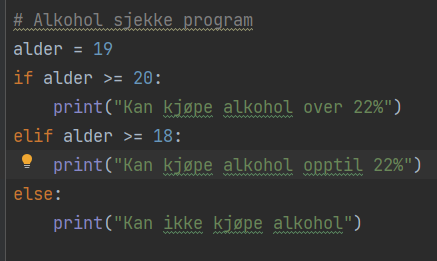 # Alkohol sjekke program
alder = 19
if alder >= 20:
    print("Kan kjøpe alkohol over 22%")
elif alder >= 18:
    print("Kan kjøpe alkohol opptil 22%")
else:
    print("Kan ikke kjøpe alkohol")